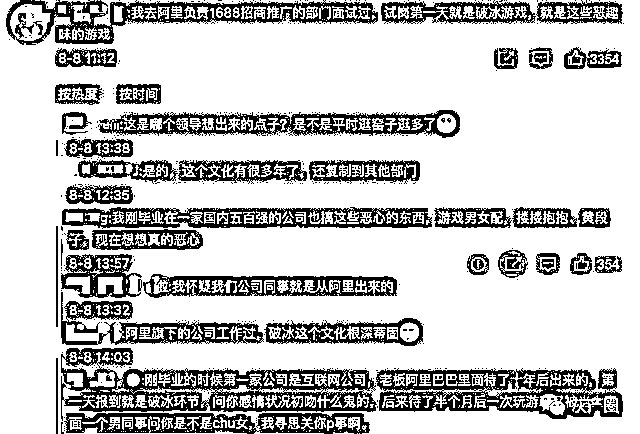 :我去阿里负责1688招商推广的部门面试过，试岗第一天就是破冰游戏，就是这些恶趣
味的游戏
8-8 11:12
3354
按热度 按时间
这是哪个领导想出来的点子？是不是平时逛窑子逛多了
8-8 13:38
:是的，这个文化有很多年了，还复制到其他部门
8-8 12:35
:我刚毕业在一家国内五百强的公司也搞这些恶心的东西，游戏男女配，搂搂抱抱、黄段
子，现在想想真的恶心
8-8 13:57
354
:我怀疑我们公司同事就是从阿里出来的
8-8 13:32
:阿里旗下的公司工作过，破冰这个文化根深蒂固
8-8 14:03
:刚毕业的时候第一家公司是互联网公司，老板阿里巴巴里面待了十年后出来的，第
一天报到就是破冰环节，问你感情状况初吻什么鬼的，后来待了半个月后一次玩游戏
面一个男同事问你是不是chu女，我寻思关你p事啊，